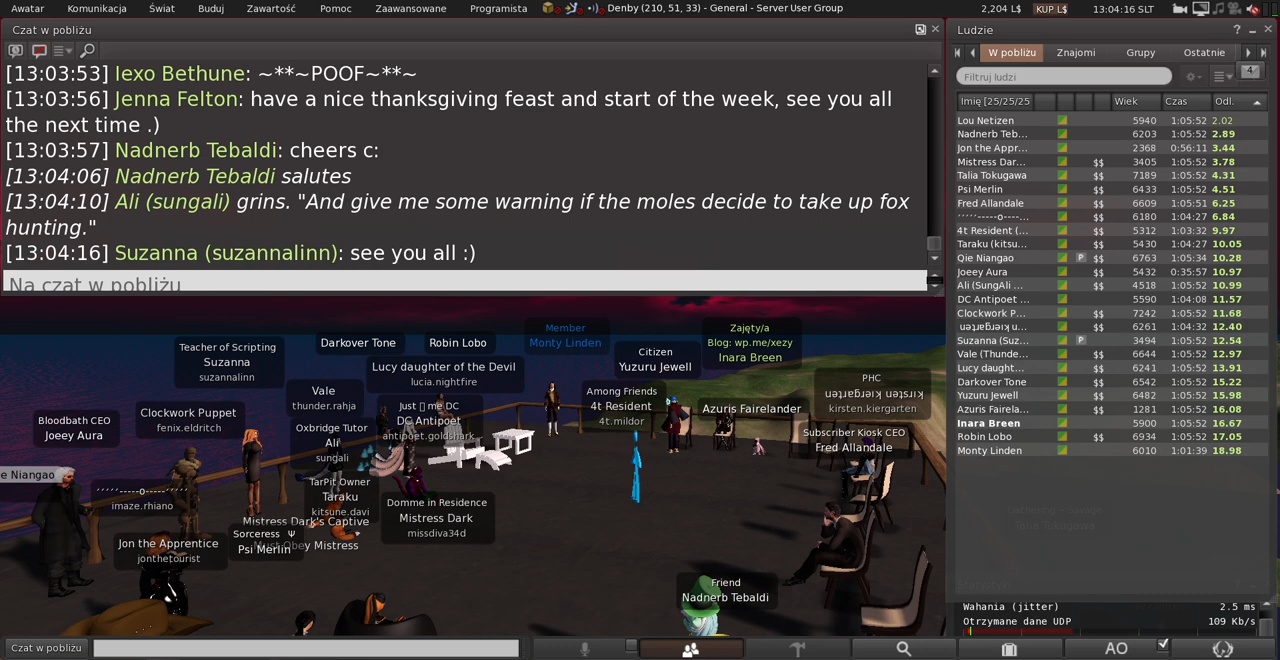 Awatar Komunikacja Świat Buduj Zawartość Pomoc Zaawansowane Programista Denby (210, 51, 33) - General - Server User Group 2,204 L$ KUP L$ 13:04:16 SLT
Czat w pobliżu
[13:03:53] Iexo Bethune: ~**~POOF~**~
[13:03:56] Jenna Felton: have a nice thanksgiving feast and start of the week, see you all
the next time .)
[13:03:57] Nadnerb Tebaldi: cheers c:
[13:04:06] Nadnerb Tebaldi salutes
[13:04:10] Ali (sungali) grins. "And give me some warning if the moles decide to take up fox
hunting."
[13:04:16] Suzanna (suzannalinn): see you all :)
Na czat w pobliżu
Member
Monty Linden
Zajęty/a
Blog: wp.me/xezy
Inara Breen
Teacher of Scripting
Suzanna
suzannalinn
Darkover Tone
Robin Lobo
Citizen
Yuzuru Jewell
Lucy daughter of the Devil
lucia.nightfire
PHC
kirsten.kiergarten
Vale
thunder.rahja
Among Friends
4t Resident
4t.mildor
Just me DC
DC Antipoet
antipoet.goldshark
Azuris Fairelander
Bloodbath CEO
Joeey Aura
Clockwork Puppet
fenix.eldritch
Oxbridge Tutor
Ali
sungali
Subscriber Kiosk CEO
Fred Allandale
e Niangao
TarPit Owner
Taraku
kitsune.davi
՛՛՛՛՛-----o-----՛՛՛՛՛
imaze.rhiano
Domme in Residence
Mistress Dark
missdiva34d
Mistress Dark's Captive
Sorceress Ψ
Psi Merlin
Must Obey Mistress
Jon the Apprentice
jonthetourist
Friend
Nadnerb Tebaldi
Czat w pobliżu
AO
Ludzie
W pobliżu Znajomi Grupy Ostatnie
Filtruj ludzi
4
Imię [25/25/25 Wiek Czas Odl.
Lou Netizen 5940 1:05:52 2.02
Nadnerb Teb... 6203 1:05:52 2.89
Jon the Appr... 2368 0:56:11 3.44
Mistress Dar... $$ 3405 1:05:52 3.78
Talia Tokugawa $$ 7189 1:05:52 4.31
Psi Merlin $$ 6433 1:05:52 4.51
Fred Allandale $$ 6609 1:05:51 6.25
՛՛՛՛՛-----o----... $$ 6180 1:04:27 6.84
4t Resident (... $$ 5312 1:03:32 9.97
Taraku (kitsu... $$ 5430 1:04:27 10.05
Qie Niangao P $$ 6763 1:05:34 10.28
Joeey Aura $$ 5432 0:35:57 10.97
Ali (SungAli ... $$ 4518 1:05:52 10.99
DC Antipoet ... 5590 1:04:08 11.57
Clockwork P... $$ 7242 1:05:52 11.68
$$ 6261 1:04:32 12.40
Suzanna (Suz... P 3494 1:05:52 12.54
Vale (Thunde... $$ 6644 1:05:52 12.97
Lucy daught... $$ 6241 1:05:52 13.91
Darkover Tone $$ 6542 1:05:52 15.22
Yuzuru Jewell $$ 6482 1:05:52 15.98
Azuris Fairela... $$ 1281 1:05:52 16.08
Inara Breen 5900 1:05:52 16.67
Robin Lobo $$ 6934 1:05:52 17.05
Monty Linden 6010 1:01:39 18.98
Talia Tokugawa
Wahania (jitter) 2.5 ms
Otrzymane dane UDP 109 Kb/s